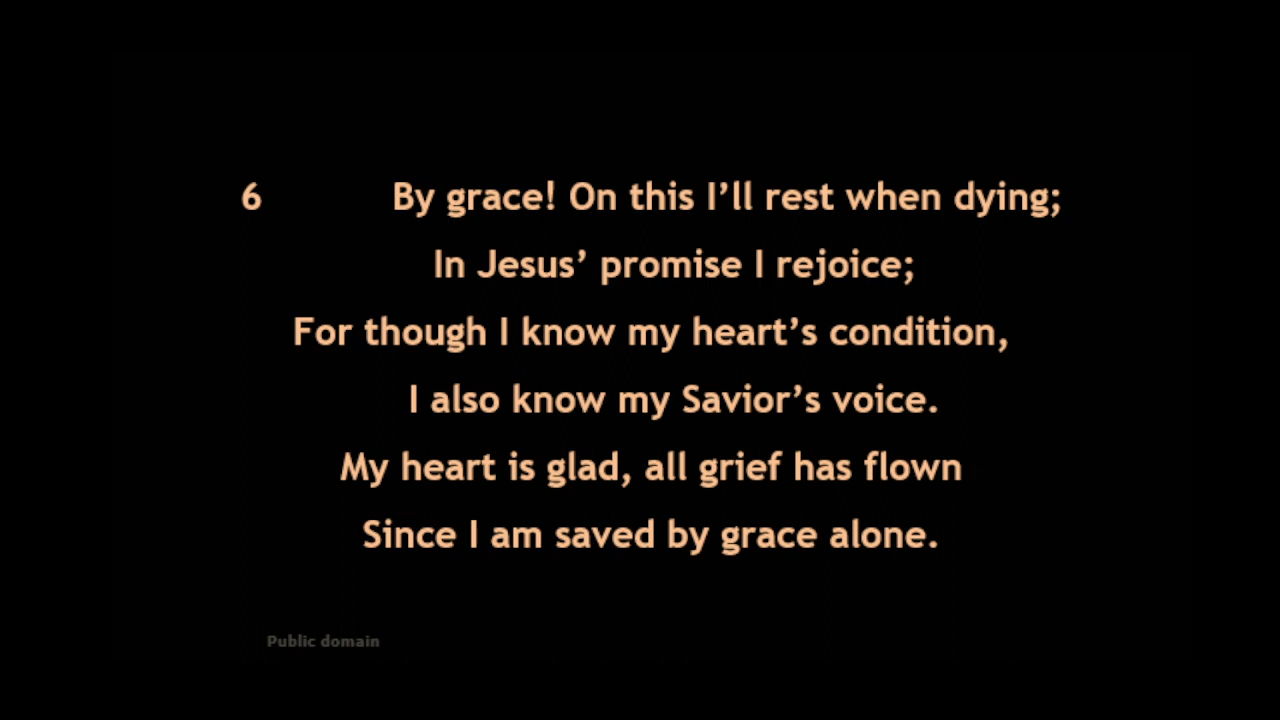 6 By grace! On this I’ll rest when dying;
In Jesus’ promise I rejoice;
For though I know my heart’s condition,
I also know my Savior’s voice.
My heart is glad, all grief has flown
Since I am saved by grace alone.
Public domain